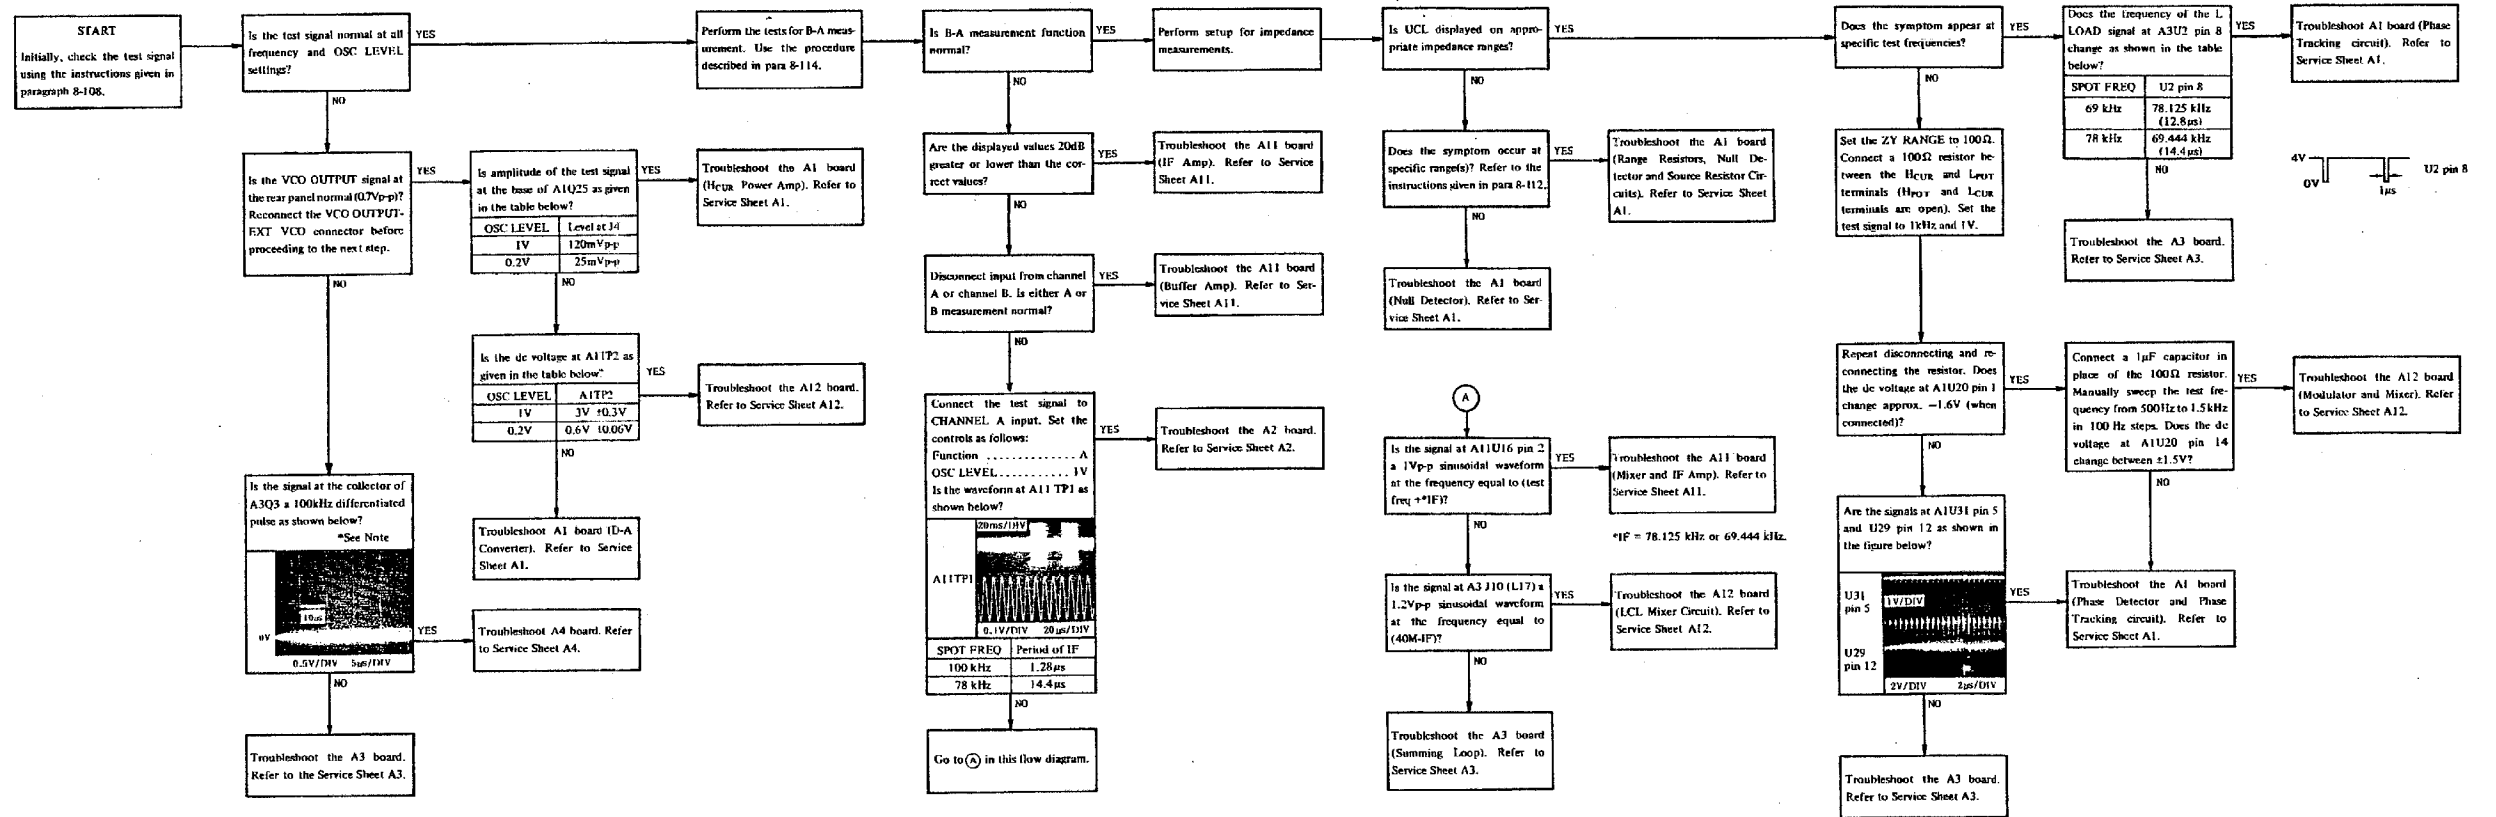 START
Initially, check the test signal
using the instructions given in
paragraph 8-108.
Is the test signal normal at all
frequency and OSC LEVEL
settings?
YES
NO
Is the VCO OUTPUT signal at
the rear panel normal (0.7Vp-p)?
Reconnect the VCO OUTPUT-
EXT VCO connector before
proceeding to the next step.
YES
NO
Is the signal at the collector of
A3Q3 a 100kHz differentiated
pulse as shown below?
*See Note
10μs
0V
0.5V/DIV 5μs/DIV
YES
NO
Troubleshoot the A3 board.
Refer to the Service Sheet A3.
Is amplitude of the test signal
at the base of A1Q25 as given
in the table below?
OSC LEVEL Level at J4
1V 120mVp-p
0.2V 25mVp-p
YES
NO
Is the dc voltage at A11TP2 as
given in the table below?
OSC LEVEL A1TP2
1V 3V ±0.3V
0.2V 0.6V ±0.06V
YES
NO
Troubleshoot A1 board (D-A
Converter). Refer to Service
Sheet A1.
Troubleshoot A4 board. Refer
to Service Sheet A4.
Perform the tests for B-A meas-
urement. Use the procedure
described in para 8-114.
Troubleshoot the A1 board
(HCUR Power Amp). Refer to
Service Sheet A1.
Troubleshoot the A12 board.
Refer to Service Sheet A12.
Is B-A measurement function
normal?
YES
NO
Are the displayed values 20dB
greater or lower than the cor-
rect values?
YES
NO
Disconnect input from channel
A or channel B. Is either A or
B measurement normal?
YES
NO
Connect the test signal to
CHANNEL A input. Set the
controls as follows:
Function .............. A
OSC LEVEL.......... 1V
Is the waveform at A11 TP1 as
shown below?
20ms/DIV
A11TP1
0.1V/DIV 20μs/DIV
SPOT FREQ Period of IF
100 kHz 1.28μs
78 kHz 14.4μs
YES
NO
Go to A in this flow diagram.
Perform setup for impedance
measurements.
Troubleshoot the A11 board
(IF Amp). Refer to Service
Sheet A11.
Troubleshoot the A11 board
(Buffer Amp). Refer to Ser-
vice Sheet A11.
Troubleshoot the A2 board.
Refer to Service Sheet A2.
Is UCL displayed on appro-
priate impedance ranges?
YES
NO
Does the symptom occur at
specific range(s)? Refer to the
instructions given in para 8-112.
YES
NO
Troubleshoot the A1 board
(Null Detector). Refer to Ser-
vice Sheet A1.
Troubleshoot the A1 board
(Range Resistors, Null De-
tector and Source Resistor Cir-
cuits). Refer to Service Sheet
A1.
A
Is the signal at A11U16 pin 2
a 1Vp-p sinusoidal waveform
at the frequency equal to (test
freq +*IF)?
YES
NO
Troubleshoot the A11 board
(Mixer and IF Amp). Refer to
Service Sheet A11.
*IF = 78.125 kHz or 69.444 kHz.
Is the signal at A3 J10 (L17) a
1.2Vp-p sinusoidal waveform
at the frequency equal to
(40M-IF)?
YES
NO
Troubleshoot the A12 board
(LCL Mixer Circuit). Refer to
Service Sheet A12.
Troubleshoot the A3 board
(Summing Loop). Refer to
Service Sheet A3.
Does the symptom appear at
specific test frequencies?
YES
NO
Set the ZY RANGE to 100Ω.
Connect a 100Ω resistor be-
tween the HCUR and LPOT
terminals (HPOT and LCUR
terminals are open). Set the
test signal to 1kHz and 1V.
Repeat disconnecting and re-
connecting the resistor. Does
the dc voltage at A1U20 pin 1
change approx. −1.6V (when
connected)?
YES
NO
Are the signals at A1U31 pin 5
and U29 pin 12 as shown in
the figure below?
U31
pin 5
1V/DIV
U29
pin 12
2V/DIV 2μs/DIV
YES
NO
Troubleshoot the A3 board.
Refer to Service Sheet A3.
Does the frequency of the L
LOAD signal at A3U2 pin 8
change as shown in the table
below?
SPOT FREQ U2 pin 8
69 kHz 78.125 kHz
(12.8μs)
78 kHz 69.444 kHz
(14.4μs)
YES
NO
Troubleshoot the A3 board.
Refer to Service Sheet A3.
Troubleshoot A1 board (Phase
Tracking circuit). Refer to
Service Sheet A1.
4V
0V
1μs
U2 pin 8
Connect a 1μF capacitor in
place of the 100Ω resistor.
Manually sweep the test fre-
quency from 500Hz to 1.5kHz
in 100 Hz steps. Does the dc
voltage at A1U20 pin 14
change between ±1.5V?
YES
NO
Troubleshoot the A12 board
(Modulator and Mixer). Refer
to Service Sheet A12.
Troubleshoot the A1 board
(Phase Detector and Phase
Tracking circuit). Refer to
Service Sheet A1.